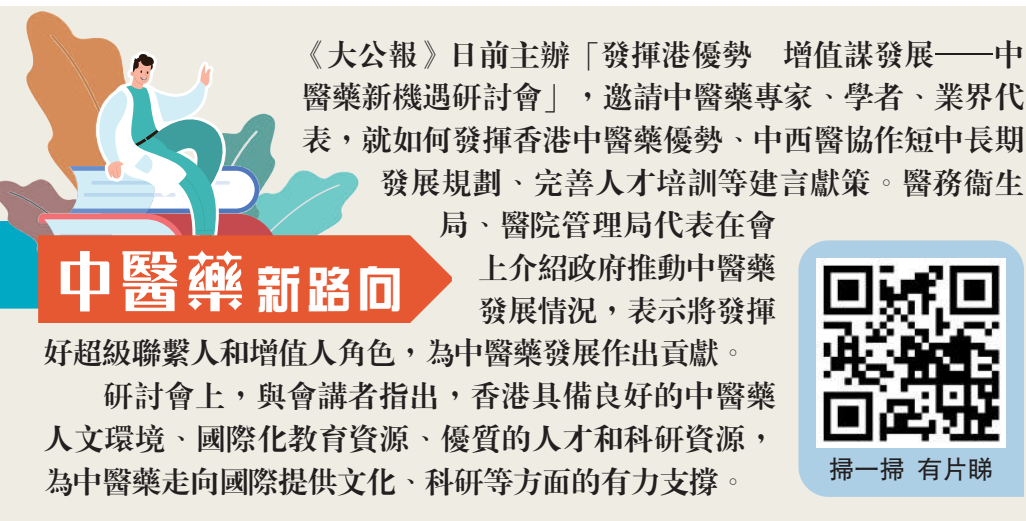 《大公報》日前主辦「發揮港優勢　增值謀發展——中
醫藥新機遇研討會」，邀請中醫藥專家、學者、業界代
表，就如何發揮香港中醫藥優勢、中西醫協作短中長期
發展規劃、完善人才培訓等建言獻策。醫務衞生
局、醫院管理局代表在會
上介紹政府推動中醫藥
發展情況，表示將發揮
好超級聯繫人和增值人角色，為中醫藥發展作出貢獻。
研討會上，與會講者指出，香港具備良好的中醫藥
人文環境、國際化教育資源、優質的人才和科研資源，
為中醫藥走向國際提供文化、科研等方面的有力支撐。
中醫藥新路向
掃一掃 有片睇